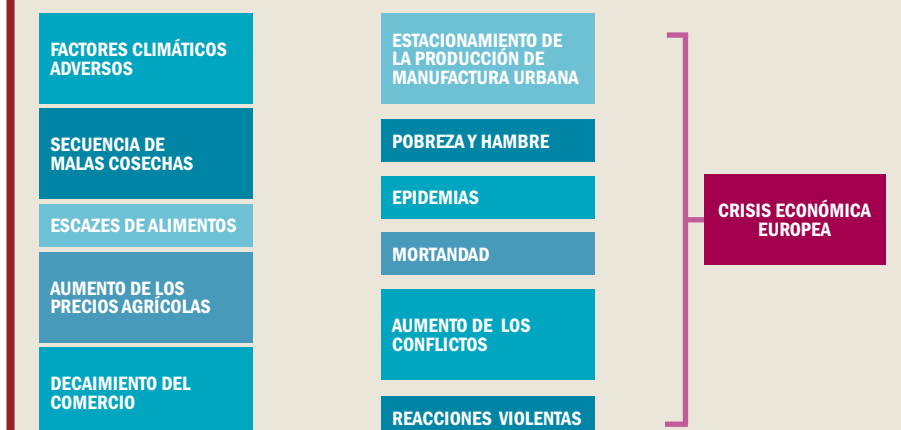 FACTORES CLIMÁTICOS
ADVERSOS
SECUENCIA DE
MALAS COSECHAS
ESCAZES DE ALIMENTOS
AUMENTO DE LOS
PRECIOS AGRÍCOLAS
DECAIMIENTO DEL
COMERCIO
ESTACIONAMIENTO DE
LA PRODUCCIÓN DE
MANUFACTURA URBANA
POBREZA Y HAMBRE
EPIDEMIAS
MORTANDAD
AUMENTO DE LOS
CONFLICTOS
REACCIONES VIOLENTAS
CRISIS ECONÓMICA
EUROPEA